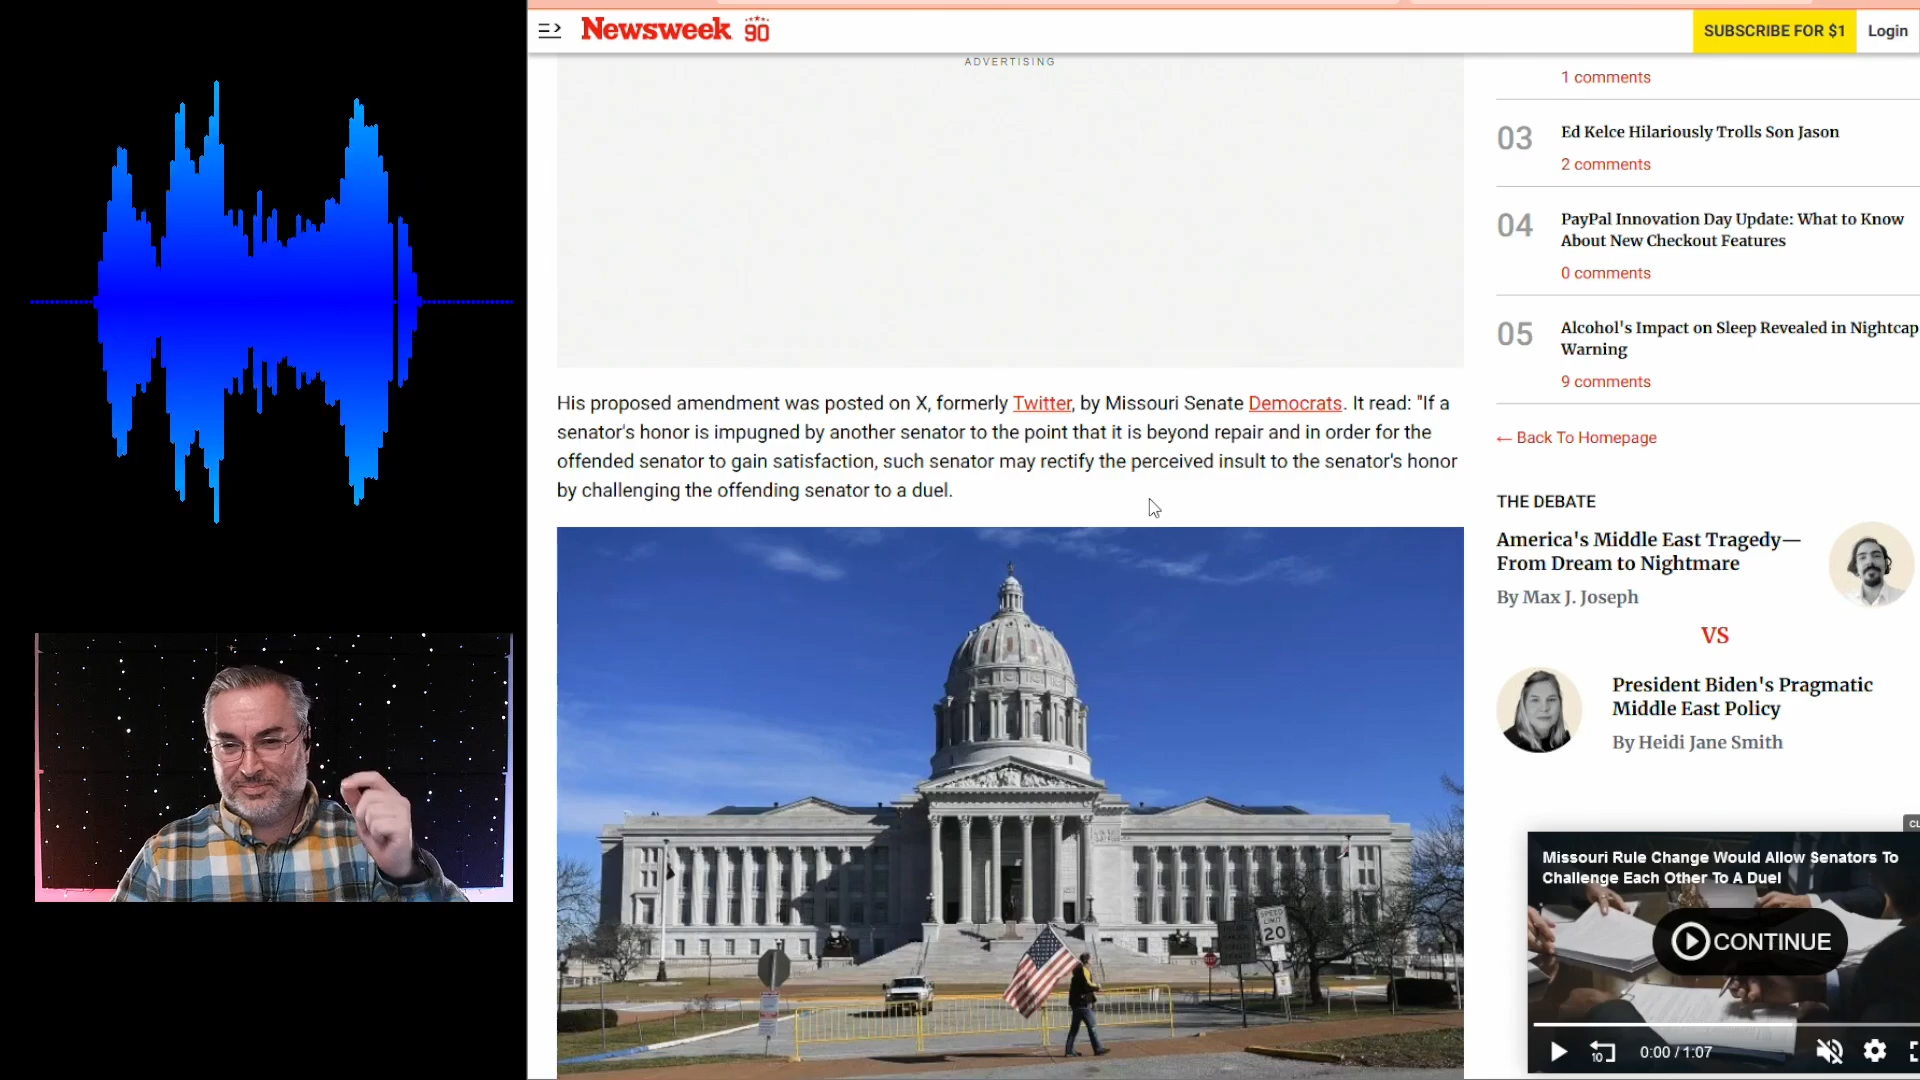 Newsweek 90
SUBSCRIBE FOR $1
Login
ADVERTISING
1 comments
03
Ed Kelce Hilariously Trolls Son Jason
2 comments
04
PayPal Innovation Day Update: What to Know
About New Checkout Features
0 comments
05
Alcohol's Impact on Sleep Revealed in Nightcap
Warning
9 comments
← Back To Homepage
His proposed amendment was posted on X, formerly Twitter, by Missouri Senate Democrats. It read: "If a
senator's honor is impugned by another senator to the point that it is beyond repair and in order for the
offended senator to gain satisfaction, such senator may rectify the perceived insult to the senator's honor
by challenging the offending senator to a duel.
THE DEBATE
America's Middle East Tragedy—
From Dream to Nightmare
By Max J. Joseph
VS
President Biden's Pragmatic
Middle East Policy
By Heidi Jane Smith
SPEED
LIMIT
20
Missouri Rule Change Would Allow Senators To
Challenge Each Other To A Duel
CONTINUE
10
0:00 / 1:07